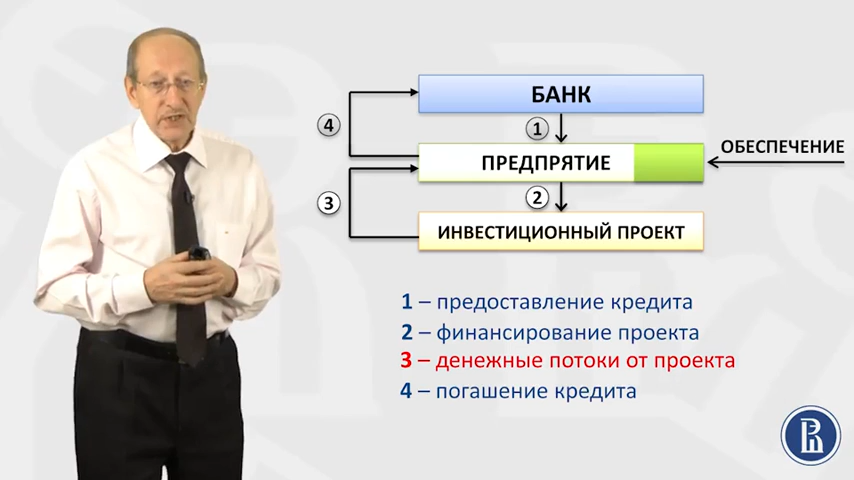 БАНК
4
1
ОБЕСПЕЧЕНИЕ
ПРЕДПРЯТИЕ
3
2
ИНВЕСТИЦИОННЫЙ ПРОЕКТ
1 – предоставление кредита
2 – финансирование проекта
3 – денежные потоки от проекта
4 – погашение кредита